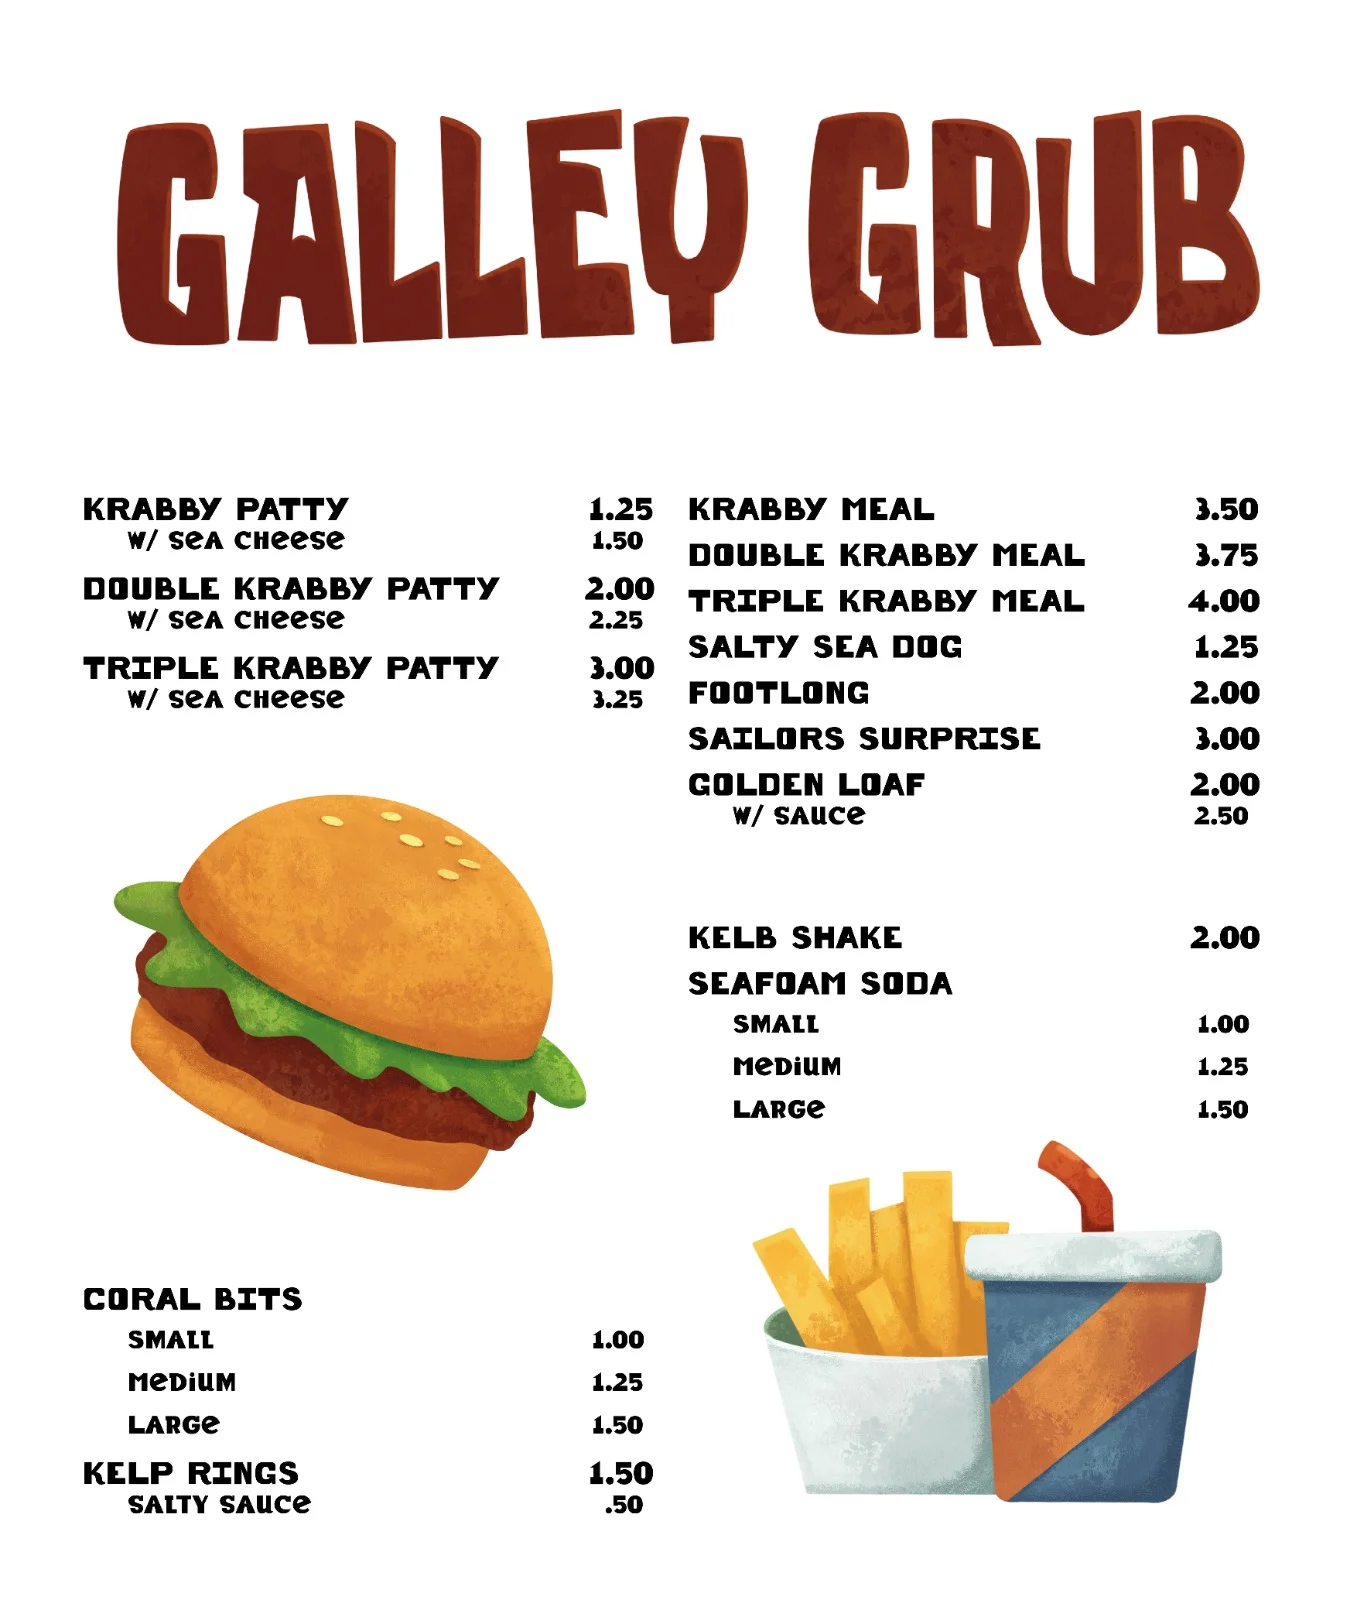 GALLEY GRUB
KRABBY PATTY 1.25
W/ SEA CHEESE 1.50
DOUBLE KRABBY PATTY 2.00
W/ SEA CHEESE 2.25
TRIPLE KRABBY PATTY 3.00
W/ SEA CHEESE 3.25
KRABBY MEAL 3.50
DOUBLE KRABBY MEAL 3.75
TRIPLE KRABBY MEAL 4.00
SALTY SEA DOG 1.25
FOOTLONG 2.00
SAILORS SURPRISE 3.00
GOLDEN LOAF 2.00
W/ SAUCE 2.50
KELB SHAKE 2.00
SEAFOAM SODA
SMALL 1.00
MEDIUM 1.25
LARGE 1.50
CORAL BITS
SMALL 1.00
MEDIUM 1.25
LARGE 1.50
KELP RINGS 1.50
SALTY SAUCE .50